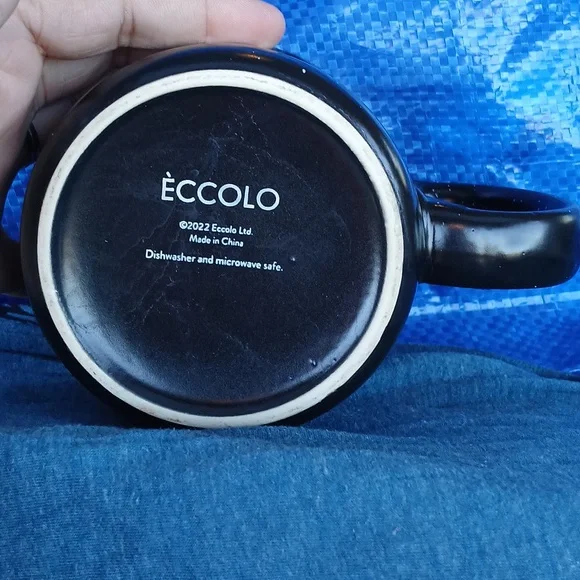 ÈCCOLO
©2022 Eccolo Ltd.
Made in China
Dishwasher and microwave safe.